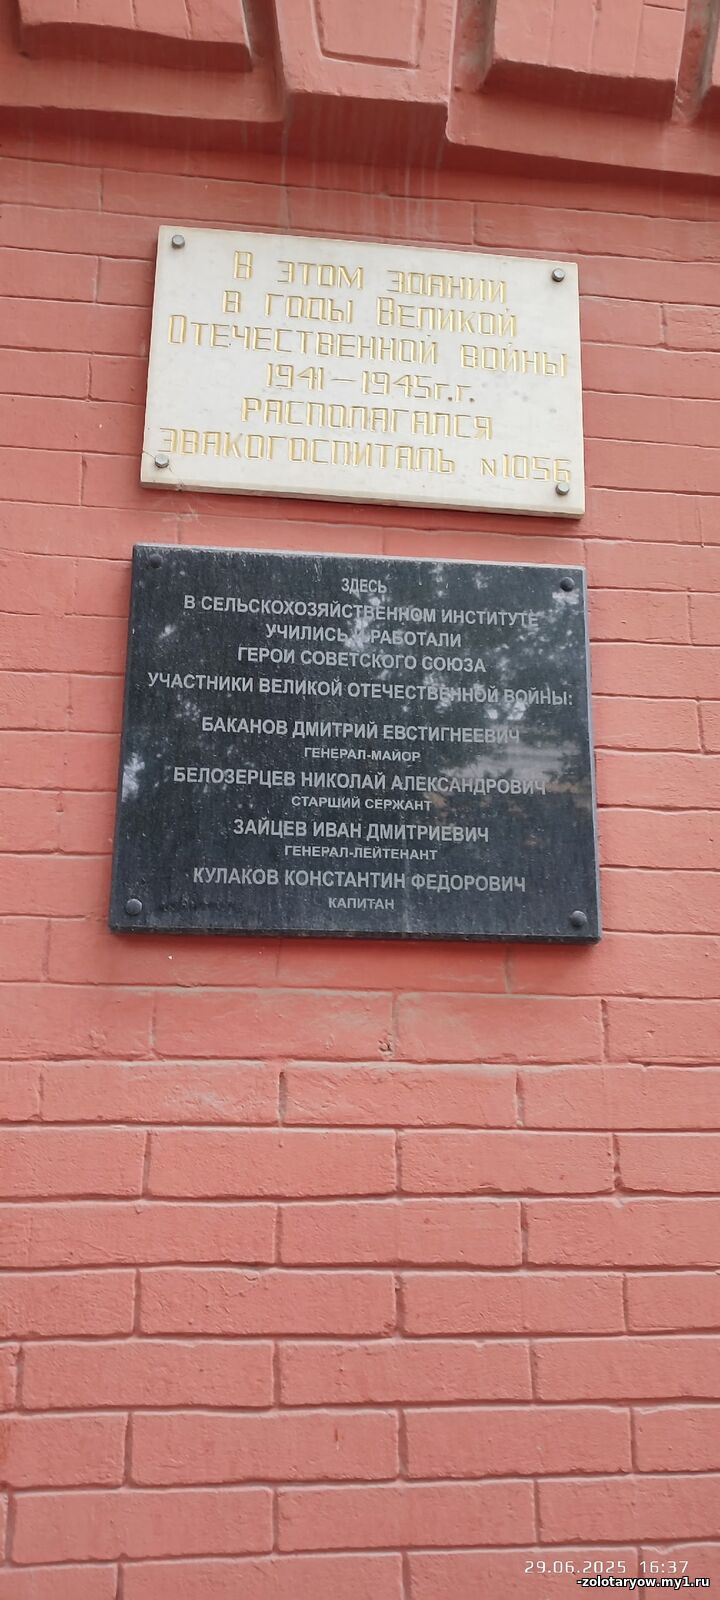 В ЭТОМ ЗДАНИИ
В ГОДЫ ВЕЛИКОЙ
ОТЕЧЕСТВЕННОЙ ВОЙНЫ
1941–1945г.г.
РАСПОЛАГАЛСЯ
ЭВАКОГОСПИТАЛЬ №1056
ЗДЕСЬ
В СЕЛЬСКОХОЗЯЙСТВЕННОМ ИНСТИТУТЕ
УЧИЛИСЬ И РАБОТАЛИ
ГЕРОИ СОВЕТСКОГО СОЮЗА
УЧАСТНИКИ ВЕЛИКОЙ ОТЕЧЕСТВЕННОЙ ВОЙНЫ:
БАКАНОВ ДМИТРИЙ ЕВСТИГНЕЕВИЧ
ГЕНЕРАЛ-МАЙОР
БЕЛОЗЕРЦЕВ НИКОЛАЙ АЛЕКСАНДРОВИЧ
СТАРШИЙ СЕРЖАНТ
ЗАЙЦЕВ ИВАН ДМИТРИЕВИЧ
ГЕНЕРАЛ-ЛЕЙТЕНАНТ
КУЛАКОВ КОНСТАНТИН ФЕДОРОВИЧ
КАПИТАН
29.06.2025 16:37
-zolotaryow.my1.ru